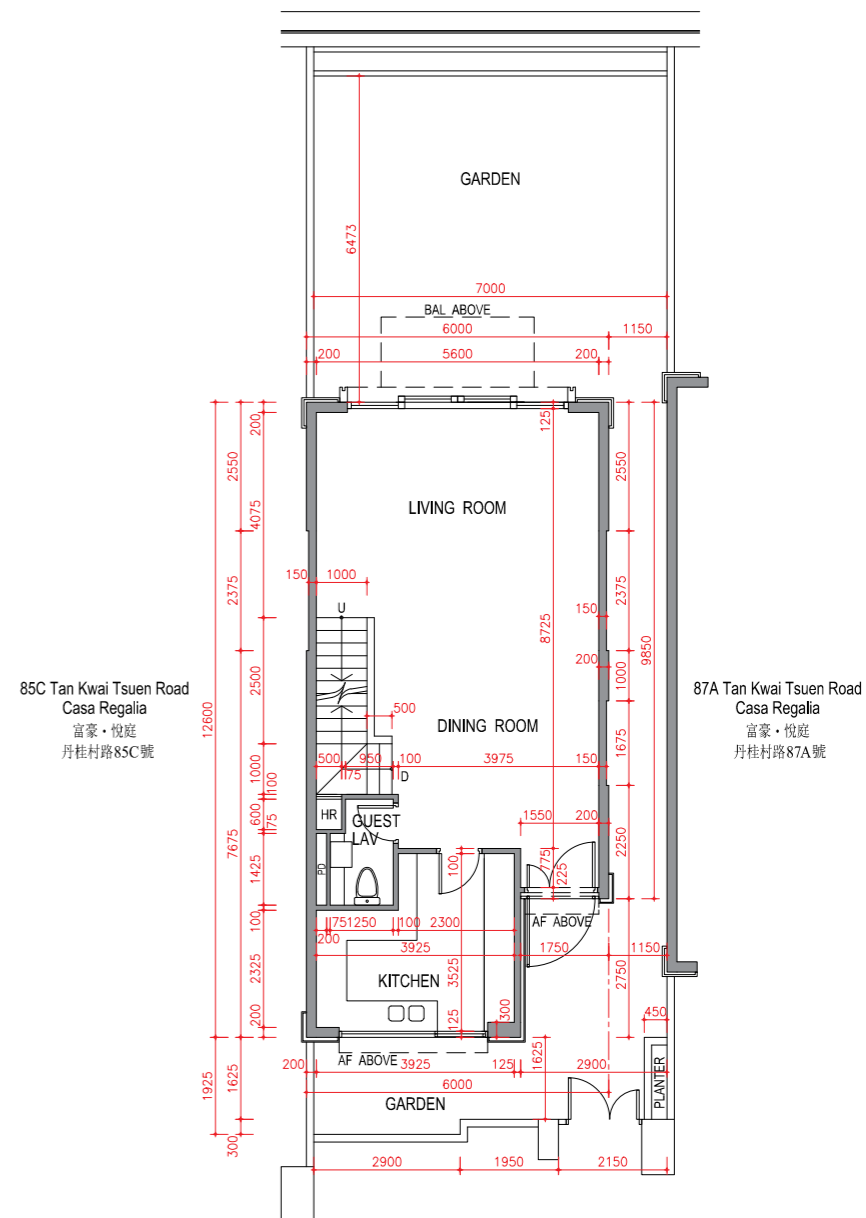 GARDEN
6473
7000
BAL ABOVE
6000 1150
200 5600 200
200
125
2550
2550
4075
LIVING ROOM
150 1000
2375
2375
150
U
8725
200
9850
1000
2500
12600
500
85C Tan Kwai Tsuen Road
Casa Regalia
富豪・悅庭
丹桂村路85C號
87A Tan Kwai Tsuen Road
Casa Regalia
富豪・悅庭
丹桂村路87A號
DINING ROOM
1675
500 950 100 3975 150
75
D
1000
100
HR
GUEST
LAV
600
75
1550 200
7675
2250
1425
PD
100
775
225
100
AF ABOVE
751250 100 2300
200
3925 1750 1150
2325
3525
2750
KITCHEN
300
450
200
125
AF ABOVE
200 3925 125 2900
1625
6000
1925
1625
PLANTER
GARDEN
300
2900 1950 2150